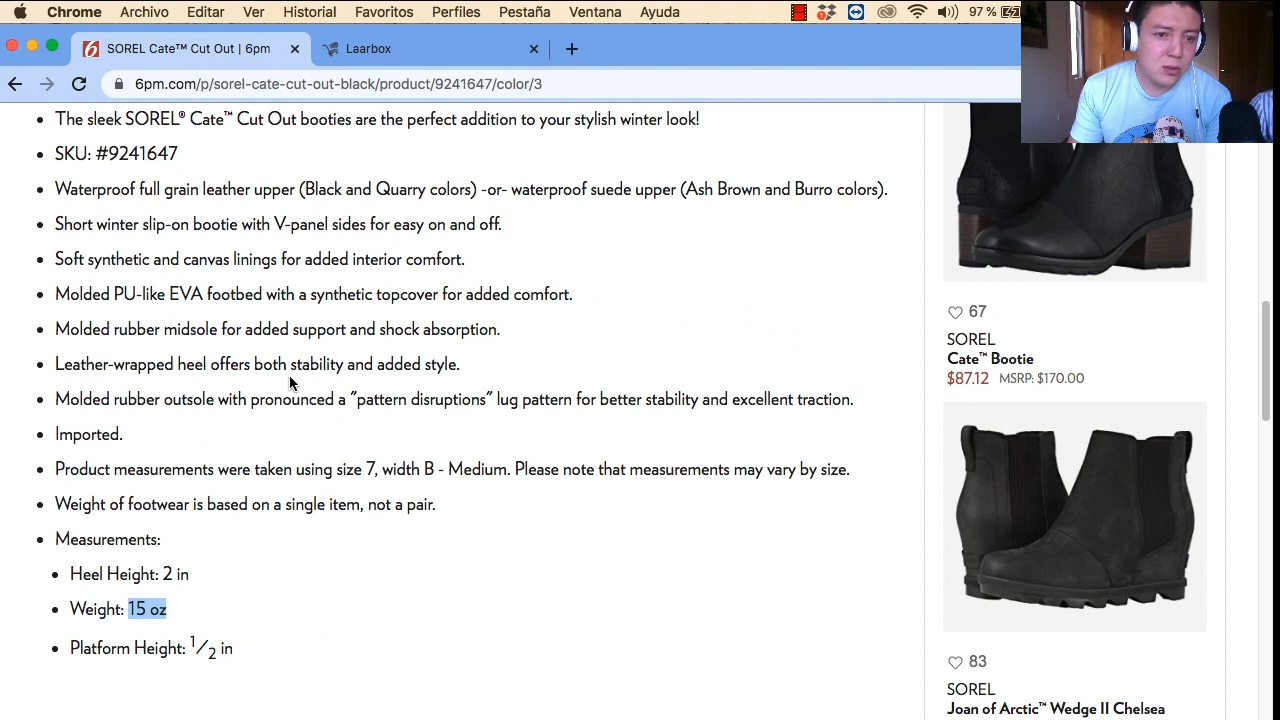 Chrome Archivo Editar Ver Historial Favoritos Perfiles Pestaña Ventana Ayuda 97 %
SOREL Cate™ Cut Out | 6pm × Laarbox × +
6pm.com/p/sorel-cate-cut-out-black/product/9241647/color/3
• The sleek SOREL® Cate™ Cut Out booties are the perfect addition to your stylish winter look!
• SKU: #9241647
• Waterproof full grain leather upper (Black and Quarry colors) -or- waterproof suede upper (Ash Brown and Burro colors).
• Short winter slip-on bootie with V-panel sides for easy on and off.
• Soft synthetic and canvas linings for added interior comfort.
• Molded PU-like EVA footbed with a synthetic topcover for added comfort.
• Molded rubber midsole for added support and shock absorption.
• Leather-wrapped heel offers both stability and added style.
• Molded rubber outsole with pronounced a "pattern disruptions" lug pattern for better stability and excellent traction.
• Imported.
• Product measurements were taken using size 7, width B - Medium. Please note that measurements may vary by size.
• Weight of footwear is based on a single item, not a pair.
• Measurements:
• Heel Height: 2 in
• Weight: 15 oz
• Platform Height: 1⁄2 in
67
SOREL
Cate™ Bootie
$87.12 MSRP: $170.00
83
SOREL
Joan of Arctic™ Wedge II Chelsea